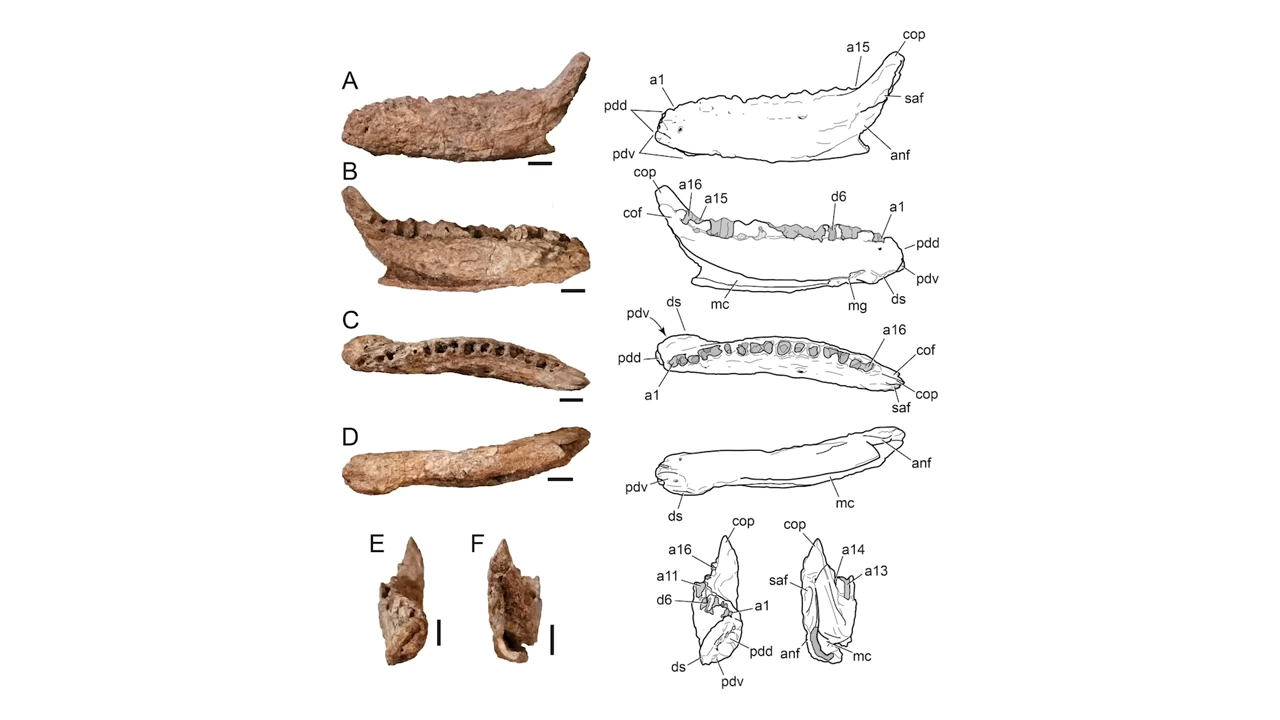 A
a1
a15
cop
pdd
saf
pdv
anf
B
cop
a16
a15
d6
a1
cof
pdd
pdv
mc
mg
ds
C
pdv
ds
a16
cof
pdd
a1
cop
saf
D
anf
pdv
mc
ds
E
F
cop
a16
a11
d6
a1
pdd
ds
pdv
cop
a14
a13
saf
anf
mc